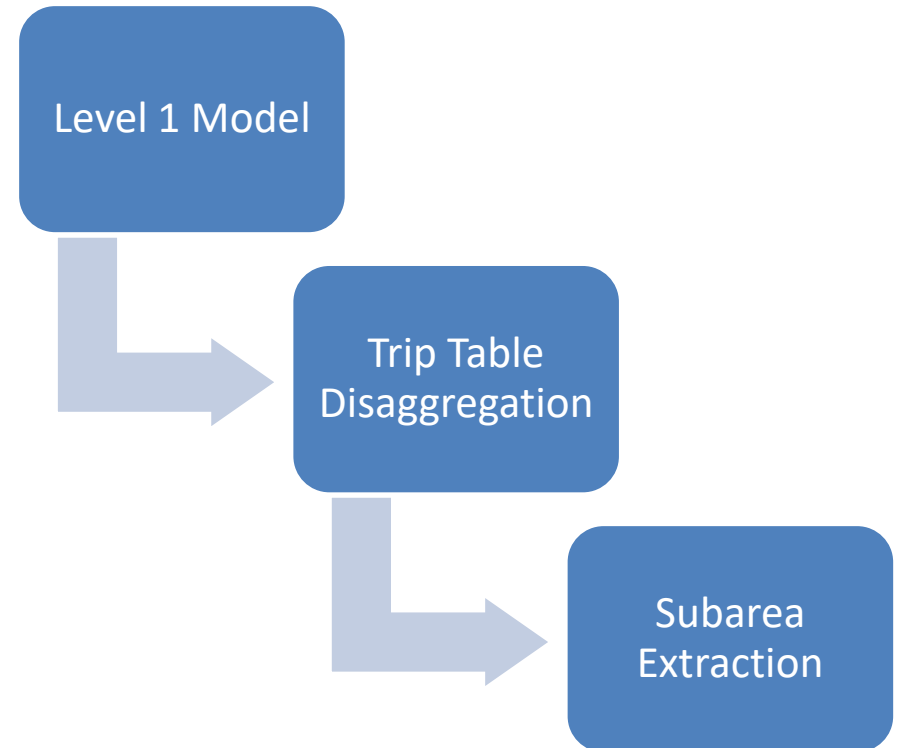 Level 1 Model
Trip Table
Disaggregation
Subarea
Extraction